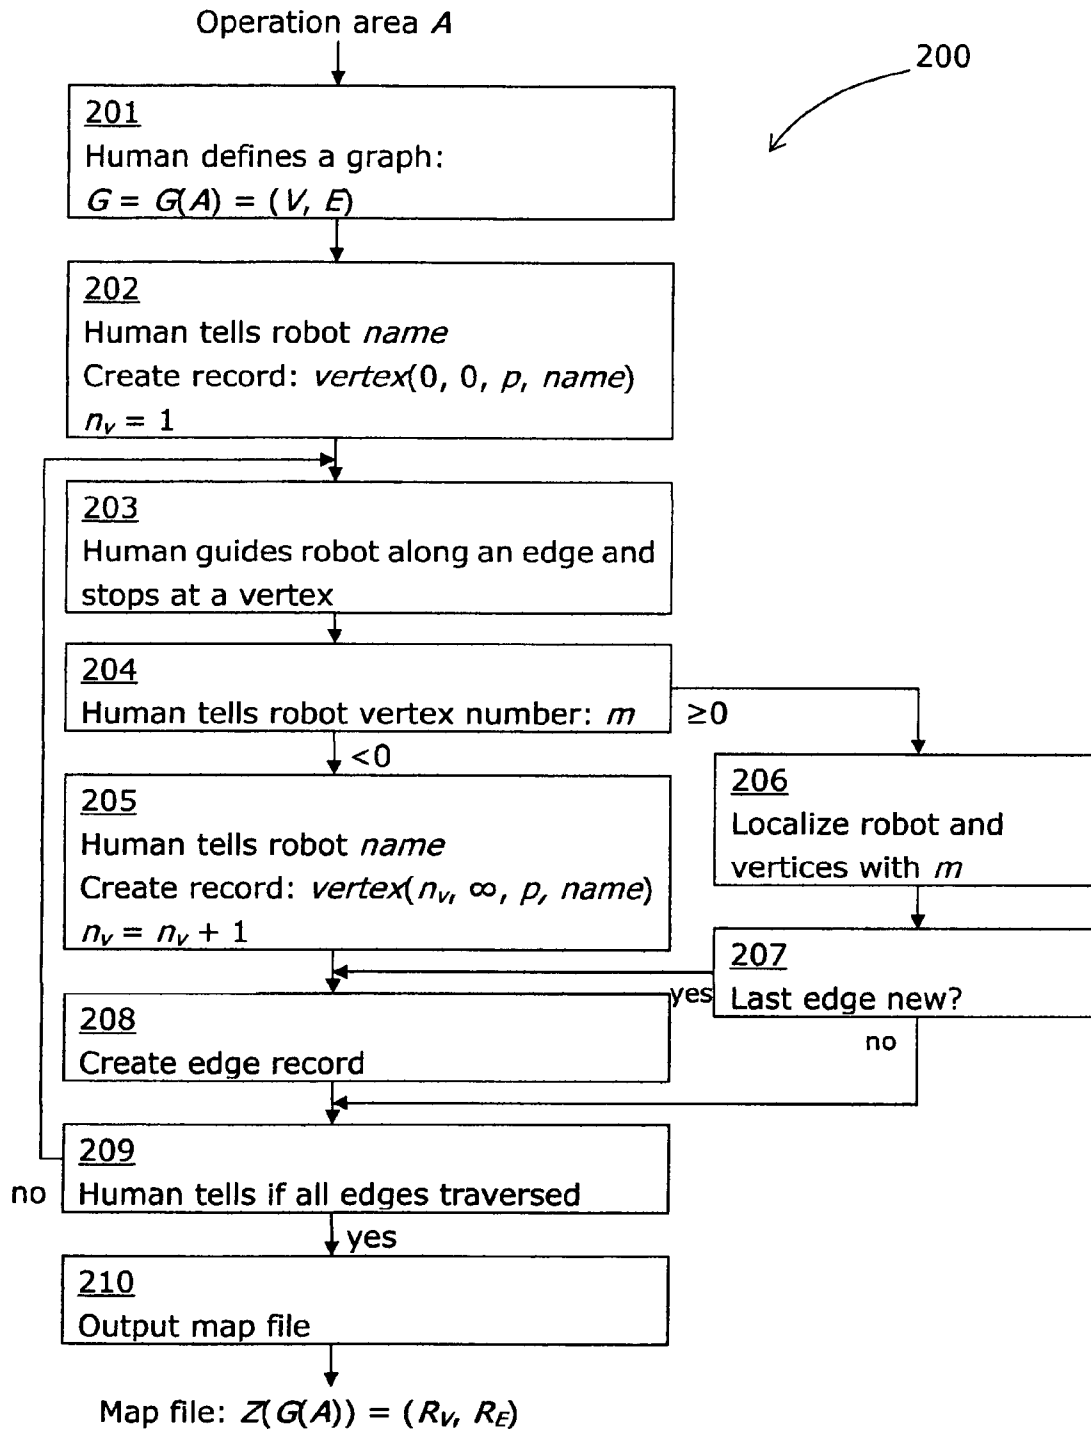 Operation area A
200
201
Human defines a graph:
G = G(A) = (V, E)
202
Human tells robot name
Create record: vertex(0, 0, p, name)
nᵥ = 1
203
Human guides robot along an edge and
stops at a vertex
204
Human tells robot vertex number: m
≥0
<0
205
Human tells robot name
Create record: vertex(nᵥ, ∞, p, name)
nᵥ = nᵥ + 1
206
Localize robot and
vertices with m
207
Last edge new?
yes
no
208
Create edge record
209
Human tells if all edges traversed
no
yes
210
Output map file
Map file: Z(G(A)) = (R_V, R_E)